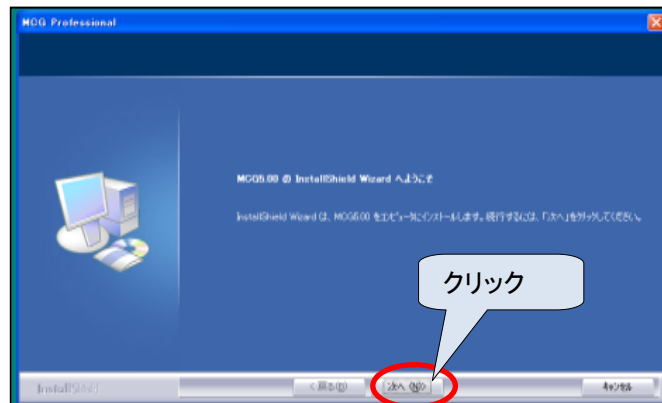 MCG Professional
MCG5.00 の InstallShield Wizard へようこそ
InstallShield Wizard は、MCG5.00 をコンピュータにインストールします。続行するには、「次へ」をクリックしてください。
クリック
InstallShield
< 戻る(B)
次へ (N)>
キャンセル